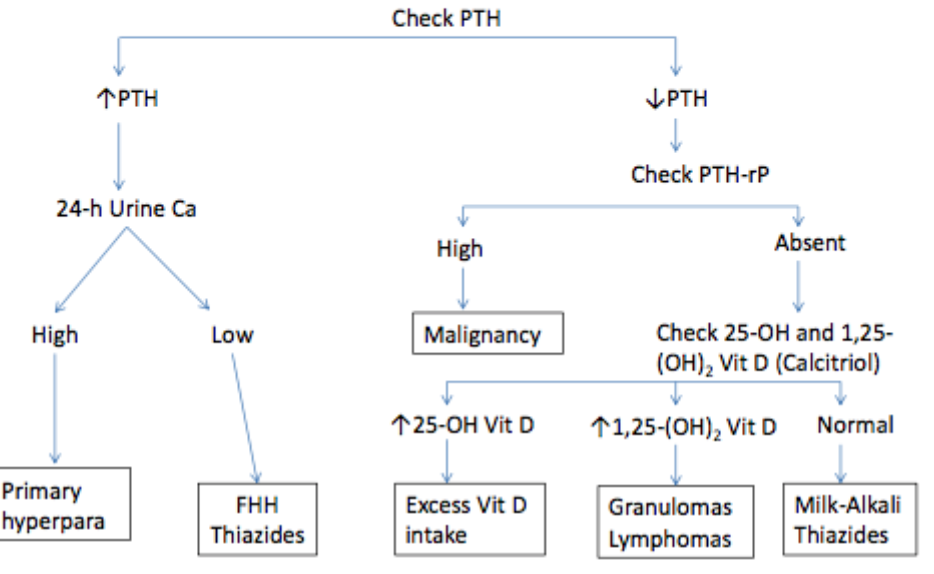 Check PTH
↑PTH
↓PTH
Check PTH-rP
24-h Urine Ca
High
Absent
High
Low
Malignancy
Check 25-OH and 1,25-
(OH)₂ Vit D (Calcitriol)
↑25-OH Vit D
↑1,25-(OH)₂ Vit D
Normal
Primary
hyperpara
FHH
Thiazides
Excess Vit D
intake
Granulomas
Lymphomas
Milk-Alkali
Thiazides